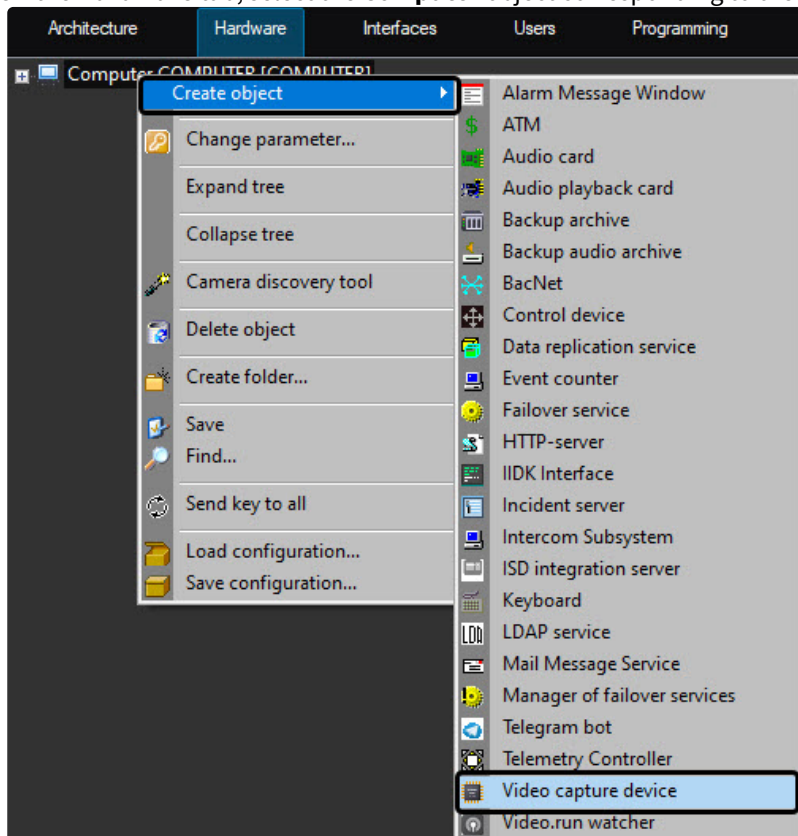 Architecture Hardware Interfaces Users Programming
Computer COMPUTER [COMPUTER]
Create object
Change parameter...
Expand tree
Collapse tree
Camera discovery tool
Delete object
Create folder...
Save
Find...
Send key to all
Load configuration...
Save configuration...
Alarm Message Window
ATM
Audio card
Audio playback card
Backup archive
Backup audio archive
BacNet
Control device
Data replication service
Event counter
Failover service
HTTP-server
IIDK Interface
Incident server
Intercom Subsystem
ISD integration server
Keyboard
LDAP service
Mail Message Service
Manager of failover services
Telegram bot
Telemetry Controller
Video capture device
Video.run watcher